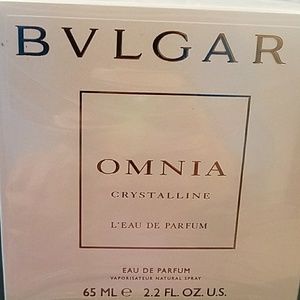 BVLGAR
OMNIA
CRYSTALLINE
L'EAU DE PARFUM
EAU DE PARFUM
VAPORISATEUR NATURAL SPRAY
65 ML ℮ 2.2 FL. OZ. U.S.